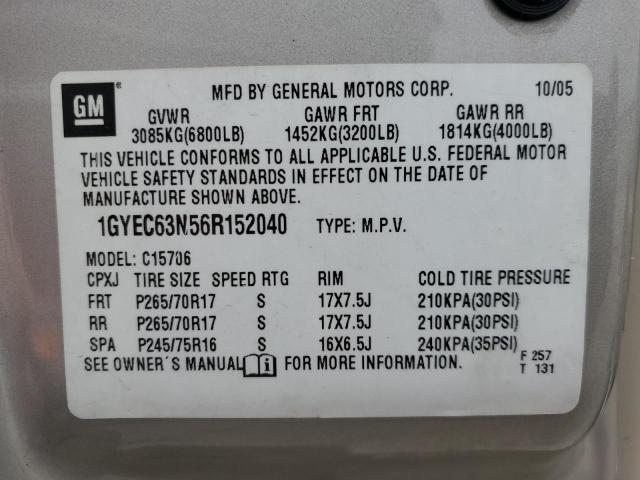 GM
MFD BY GENERAL MOTORS CORP. 10/05
GVWR GAWR FRT GAWR RR
3085KG(6800LB) 1452KG(3200LB) 1814KG(4000LB)
THIS VEHICLE CONFORMS TO ALL APPLICABLE U.S. FEDERAL MOTOR
VEHICLE SAFETY STANDARDS IN EFFECT ON THE DATE OF
MANUFACTURE SHOWN ABOVE.
1GYEC63N56R152040 TYPE: M.P.V.
MODEL: C15706
CPXJ TIRE SIZE SPEED RTG RIM COLD TIRE PRESSURE
FRT P265/70R17 S 17X7.5J 210KPA(30PSI)
RR P265/70R17 S 17X7.5J 210KPA(30PSI)
SPA P245/75R16 S 16X6.5J 240KPA(35PSI)
SEE OWNER´S MANUAL i FOR MORE INFORMATION. F 257
T 131